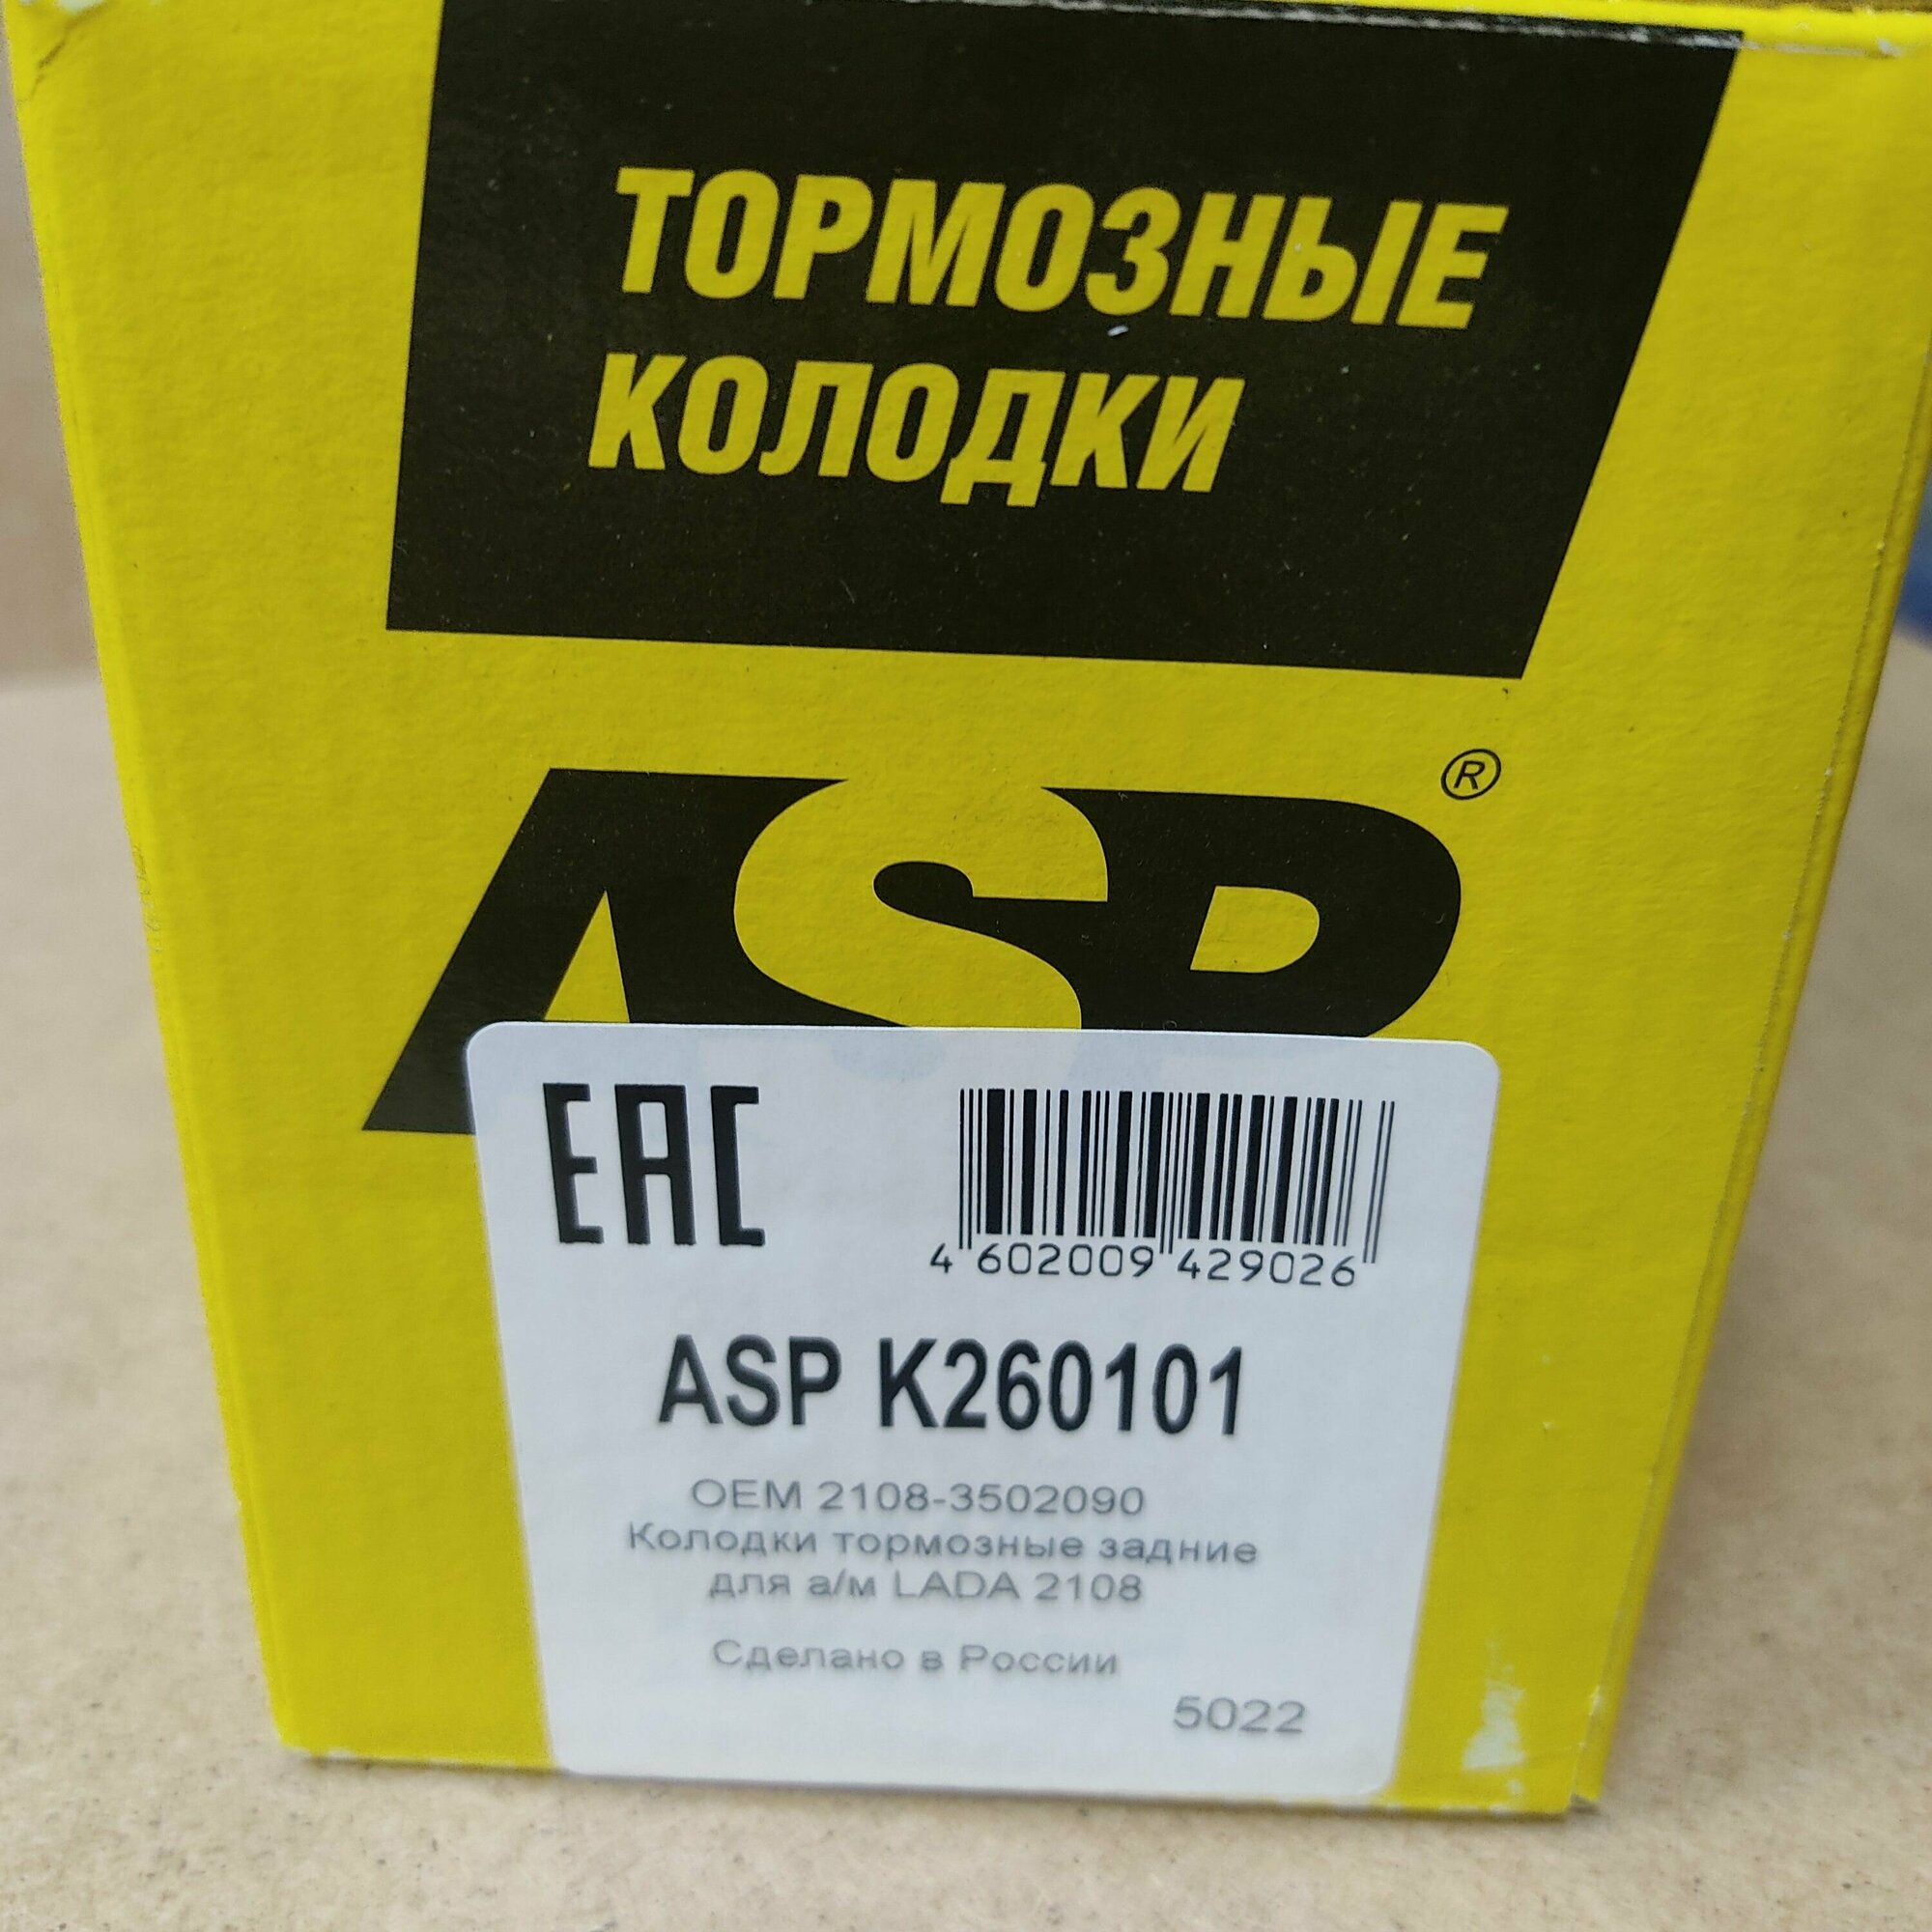 ТОРМОЗНЫЕ
КОЛОДКИ
ASP®
EAC
4 602009 429026
ASP K260101
OEM 2108-3502090
Колодки тормозные задние
для а/м LADA 2108
Сделано в России
5022